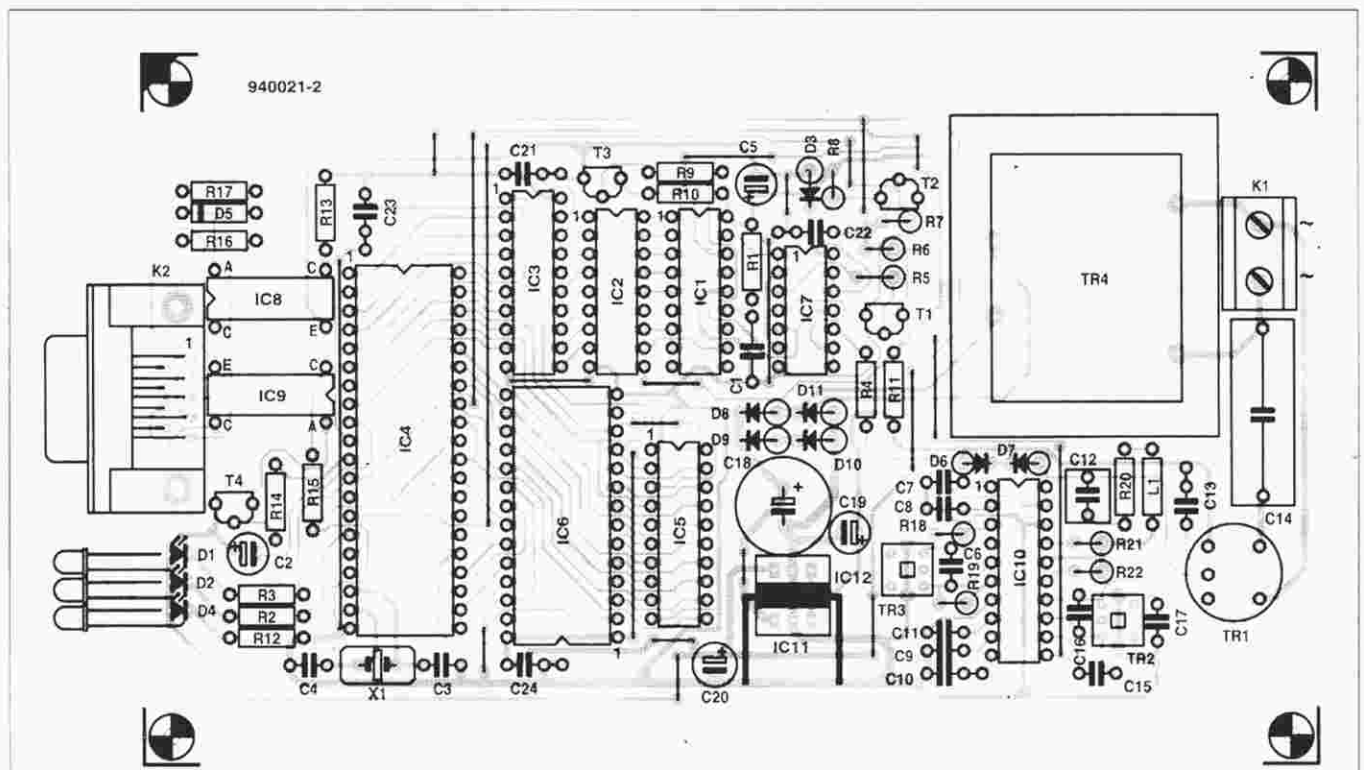 940021-2
C21
T3
R9
R10
C5
D3
R8
T2
R7
K1
~
~
R17
D5
R16
R13
C23
1
1
1
1
C22
R6
R5
R1
IC3
IC2
IC1
IC7
TR4
K2
A
C
IC8
C
E
1
1
T1
E
C
IC9
C
A
IC4
C1
R4
R11
D8
D11
D9
D10
1
C18
D6
D7
C12
R20
L1
C13
C14
T4
R14
R15
C7
C8
1
C19
R18
IC6
IC5
IC10
R21
R22
D1
D2
D4
C2
R3
R2
R12
IC12
TR3
C6
R19
C16
C17
TR1
C11
C9
C10
IC11
TR2
C15
C4
X1
C3
C24
1
C20